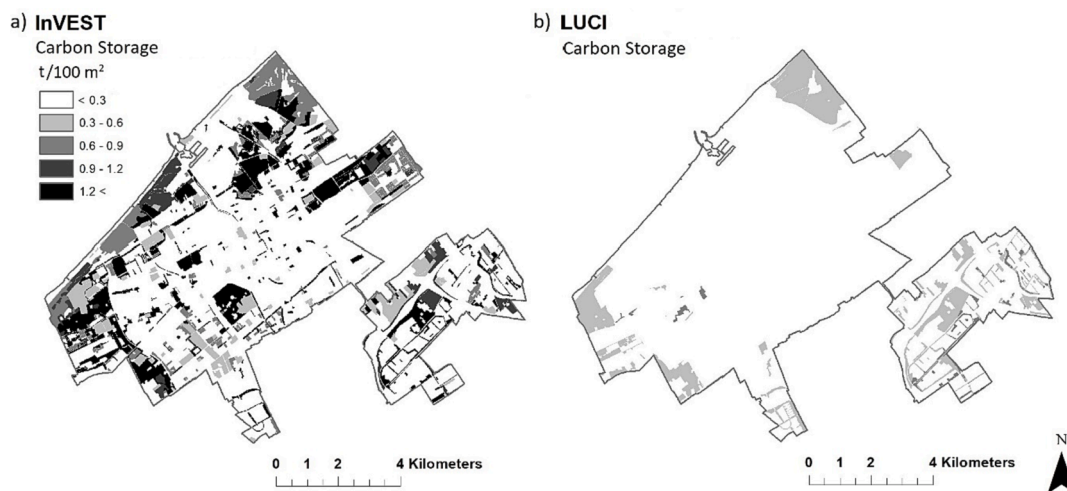 a) InVEST
Carbon Storage
t/100 m²
< 0.3
0.3 - 0.6
0.6 - 0.9
0.9 - 1.2
1.2 <
0 1 2 4 Kilometers
b) LUCI
Carbon Storage
0 1 2 4 Kilometers
N